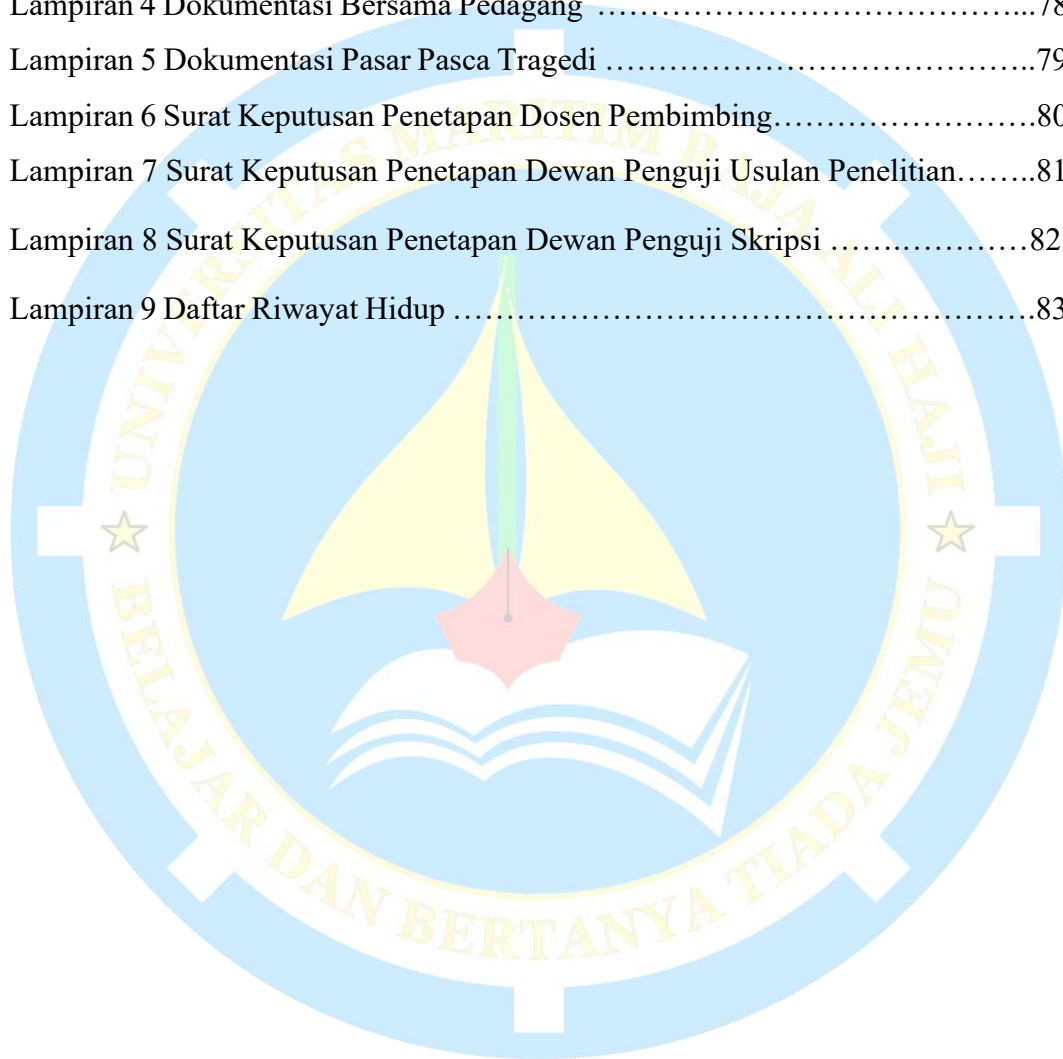 Lampiran 4 Dokumentasi Bersama Pedagang …………………………………...78
Lampiran 5 Dokumentasi Pasar Pasca Tragedi …………………………………..79
Lampiran 6 Surat Keputusan Penetapan Dosen Pembimbing……………………80
Lampiran 7 Surat Keputusan Penetapan Dewan Penguji Usulan Penelitian……..81
Lampiran 8 Surat Keputusan Penetapan Dewan Penguji Skripsi …………………82
Lampiran 9 Daftar Riwayat Hidup ………………………………………………83
UNIVERSITAS MARITIM RAJA ALI HAJI
BELAJAR DAN BERTANYA TIADA JEMU